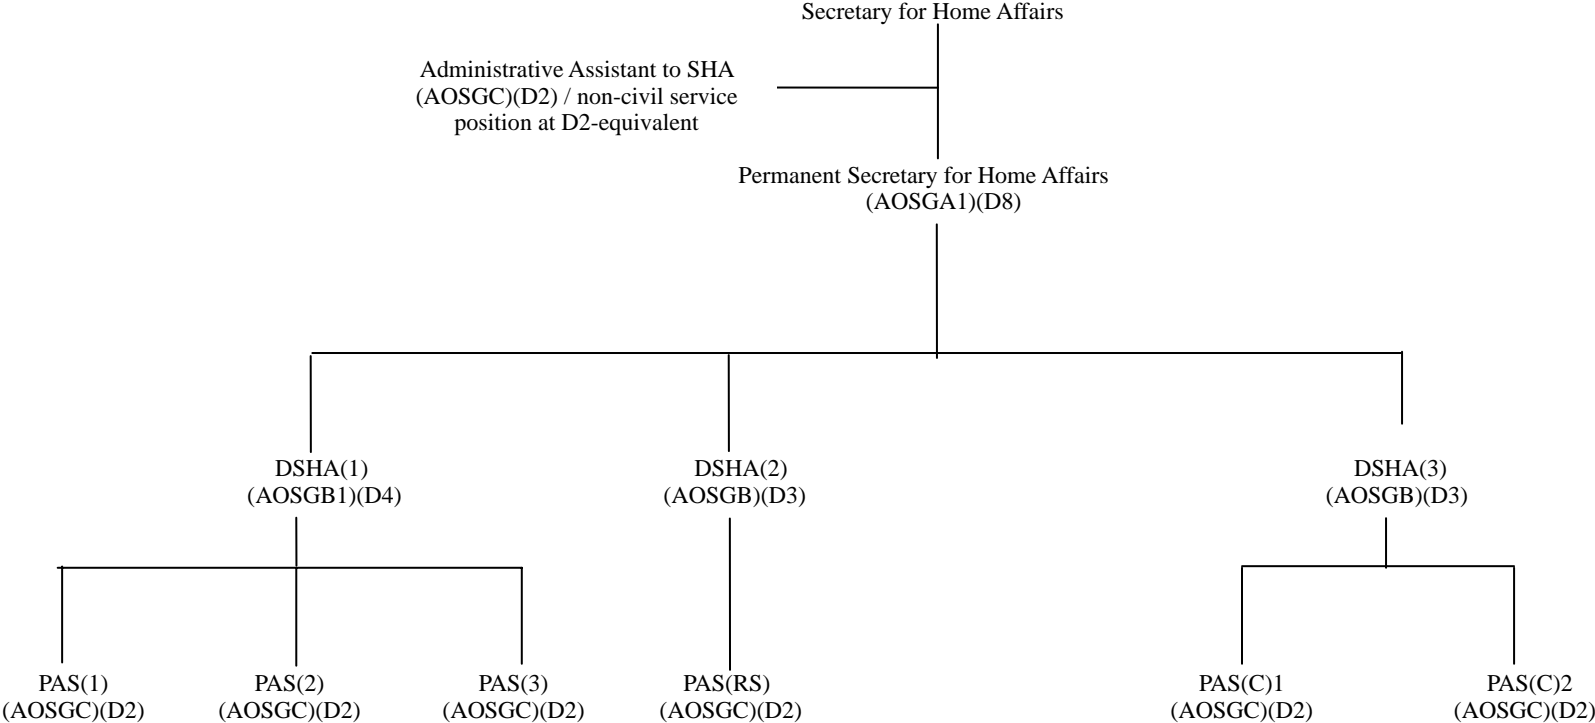 Secretary for Home Affairs
Administrative Assistant to SHA
(AOSGC)(D2) / non-civil service
position at D2-equivalent
Permanent Secretary for Home Affairs
(AOSGA1)(D8)
DSHA(1)
(AOSGB1)(D4)
DSHA(2)
(AOSGB)(D3)
DSHA(3)
(AOSGB)(D3)
PAS(1)
(AOSGC)(D2)
PAS(2)
(AOSGC)(D2)
PAS(3)
(AOSGC)(D2)
PAS(RS)
(AOSGC)(D2)
PAS(C)1
(AOSGC)(D2)
PAS(C)2
(AOSGC)(D2)